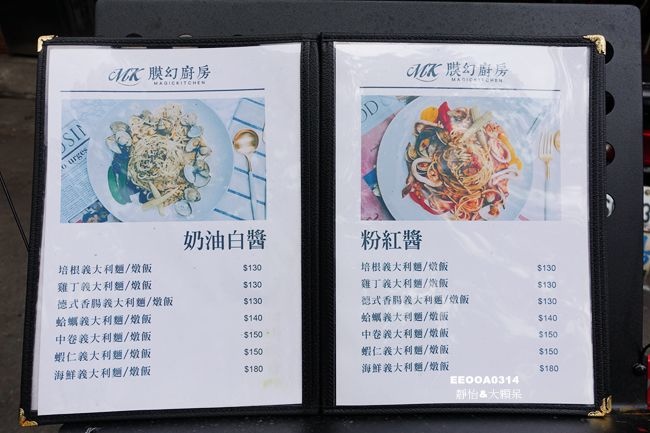 MK 膜幻廚房
MAGICKITCHEN
奶油白醬
培根義大利麵/燉飯 $130
雞丁義大利麵/燉飯 $130
德式香腸義大利麵/燉飯 $130
蛤蠣義大利麵/燉飯 $140
中卷義大利麵/燉飯 $150
蝦仁義大利麵/燉飯 $150
海鮮義大利麵/燉飯 $180
MK 膜幻廚房
MAGICKITCHEN
粉紅醬
培根義大利麵/燉飯 $130
雞丁義大利麵/燉飯 $130
德式香腸義大利麵/燉飯 $130
蛤蠣義大利麵/燉飯 $140
中卷義大利麵/燉飯 $150
蝦仁義大利麵/燉飯 $150
海鮮義大利麵/燉飯 $180
EEOOA0314
靜怡&大顆呆